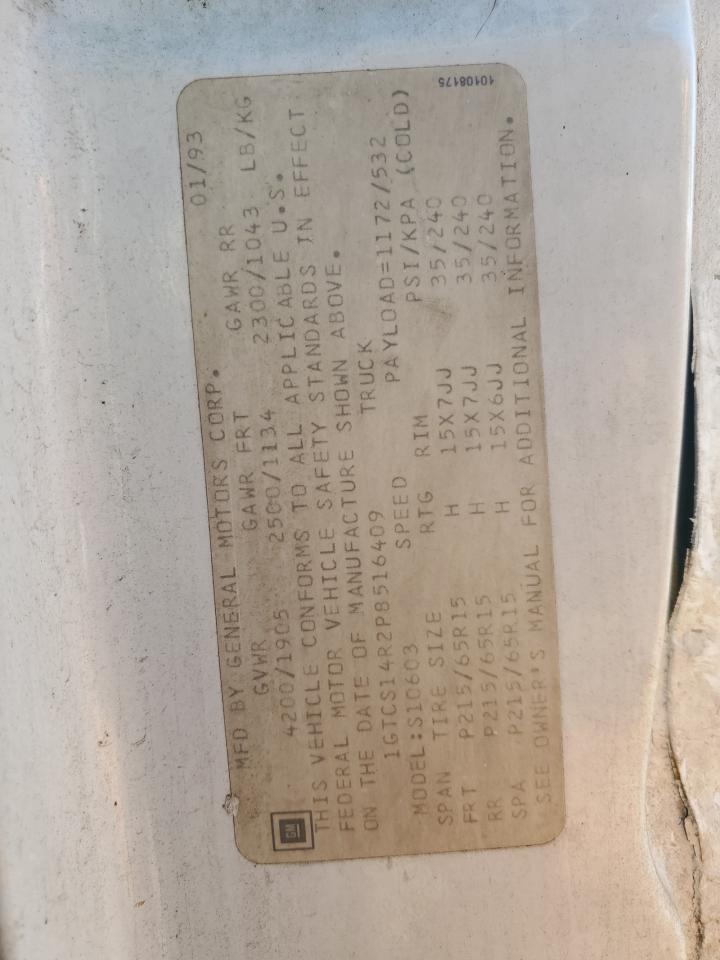 MFD BY GENERAL MOTORS CORP. 01/93
GVWR GAWR FRT GAWR RR
4200/1905 2500/1134 2300/1043 LB/KG
THIS VEHICLE CONFORMS TO ALL APPLICABLE U.S.
FEDERAL MOTOR VEHICLE SAFETY STANDARDS IN EFFECT
ON THE DATE OF MANUFACTURE SHOWN ABOVE.
1GTCS14R2P8516409 TRUCK
MODEL:S10603 PAYLOAD=1172/532
SPEED
SPAN TIRE SIZE RTG RIM PSI/KPA (COLD)
FRT P215/65R15 H 15X7JJ 35/240
RR P215/65R15 H 15X7JJ 35/240
SPA P215/65R15 H 15X6JJ 35/240
SEE OWNER'S MANUAL FOR ADDITIONAL INFORMATION.
GM
10108175